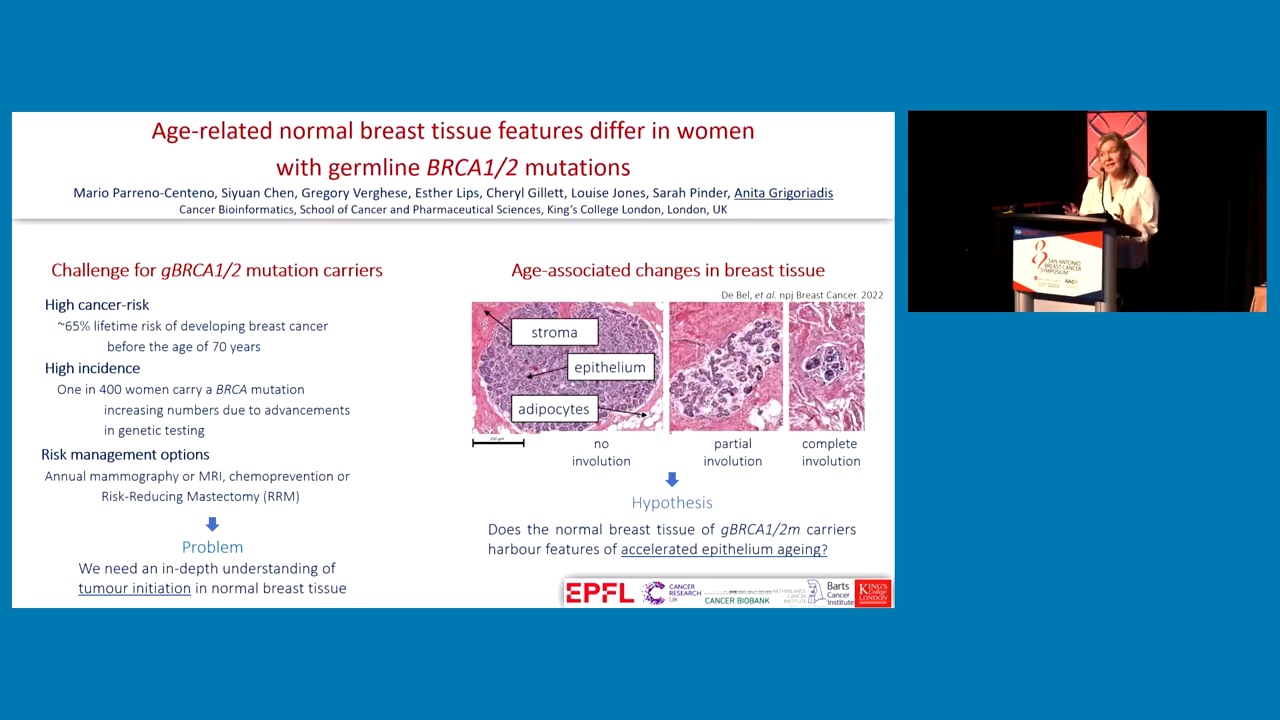 Age-related normal breast tissue features differ in women
with germline BRCA1/2 mutations
Mario Parreno-Centeno, Siyuan Chen, Gregory Verghese, Esther Lips, Cheryl Gillett, Louise Jones, Sarah Pinder, Anita Grigoriadis
Cancer Bioinformatics, School of Cancer and Pharmaceutical Sciences, King's College London, London, UK
Challenge for gBRCA1/2 mutation carriers
High cancer-risk
~65% lifetime risk of developing breast cancer
before the age of 70 years
High incidence
One in 400 women carry a BRCA mutation
increasing numbers due to advancements
in genetic testing
Risk management options
Annual mammography or MRI, chemoprevention or
Risk-Reducing Mastectomy (RRM)
Problem
We need an in-depth understanding of
tumour initiation in normal breast tissue
Age-associated changes in breast tissue
De Bel, et al. npj Breast Cancer. 2022
stroma
epithelium
adipocytes
250 µm
no
involution
partial
involution
complete
involution
Hypothesis
Does the normal breast tissue of gBRCA1/2m carriers
harbour features of accelerated epithelium ageing?
EPFL
CANCER
RESEARCH
UK
CANCER BIOBANK
NETHERLANDS
CANCER
INSTITUTE
Barts
Cancer
Institute
KING'S
College
LONDON
SAN ANTONIO
BREAST CANCER
SYMPOSIUM